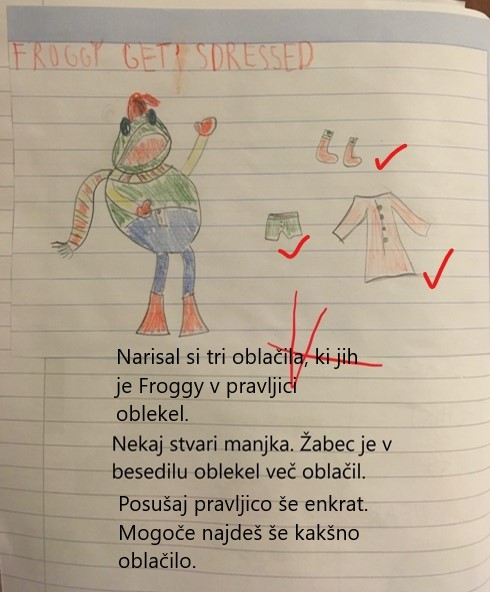 FROGGY GET'SDRESSED
Narisal si tri oblačila, ki jih
je Froggy v pravljici
oblekel.
Nekaj stvari manjka. Žabec je v
besedilu oblekel več oblačil.
Posušaj pravljico še enkrat.
Mogoče najdeš še kakšno
oblačilo.